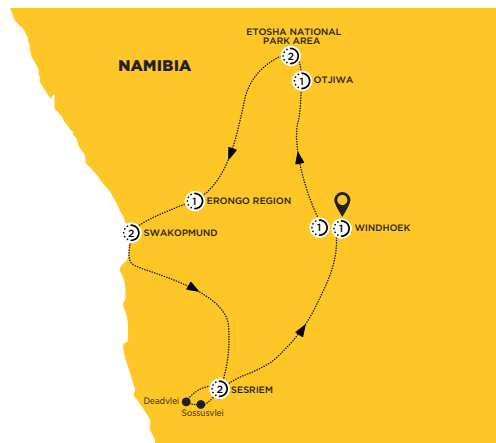 ETOSHA NATIONAL
PARK AREA
2
NAMIBIA
1 OTJIWA
1 ERONGO REGION
2 SWAKOPMUND
1 1 WINDHOEK
2 SESRIEM
Deadvlei
Sossusvlei